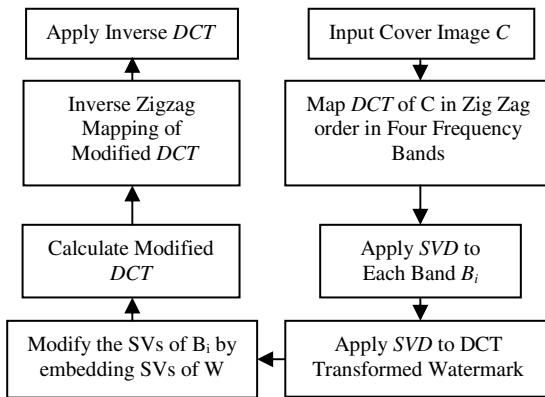 Apply Inverse DCT
Input Cover Image C
Inverse Zigzag
Mapping of
Modified DCT
Map DCT of C in Zig Zag
order in Four Frequency
Bands
Calculate Modified
DCT
Apply SVD to
Each Band Bi
Modify the SVs of Bi by
embedding SVs of W
Apply SVD to DCT
Transformed Watermark